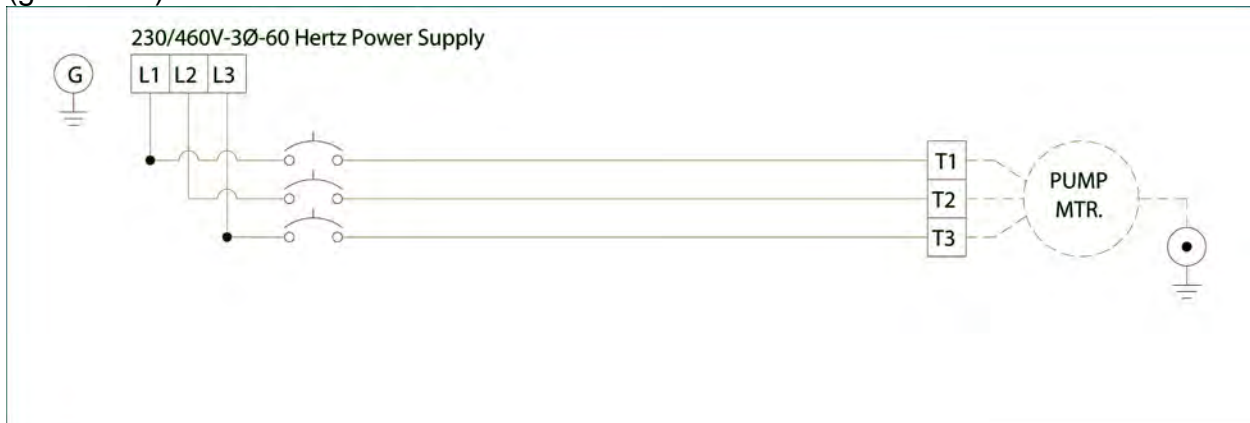 230/460V-3Ø-60 Hertz Power Supply
G
L1 L2 L3
T1
T2
T3
PUMP
MTR.